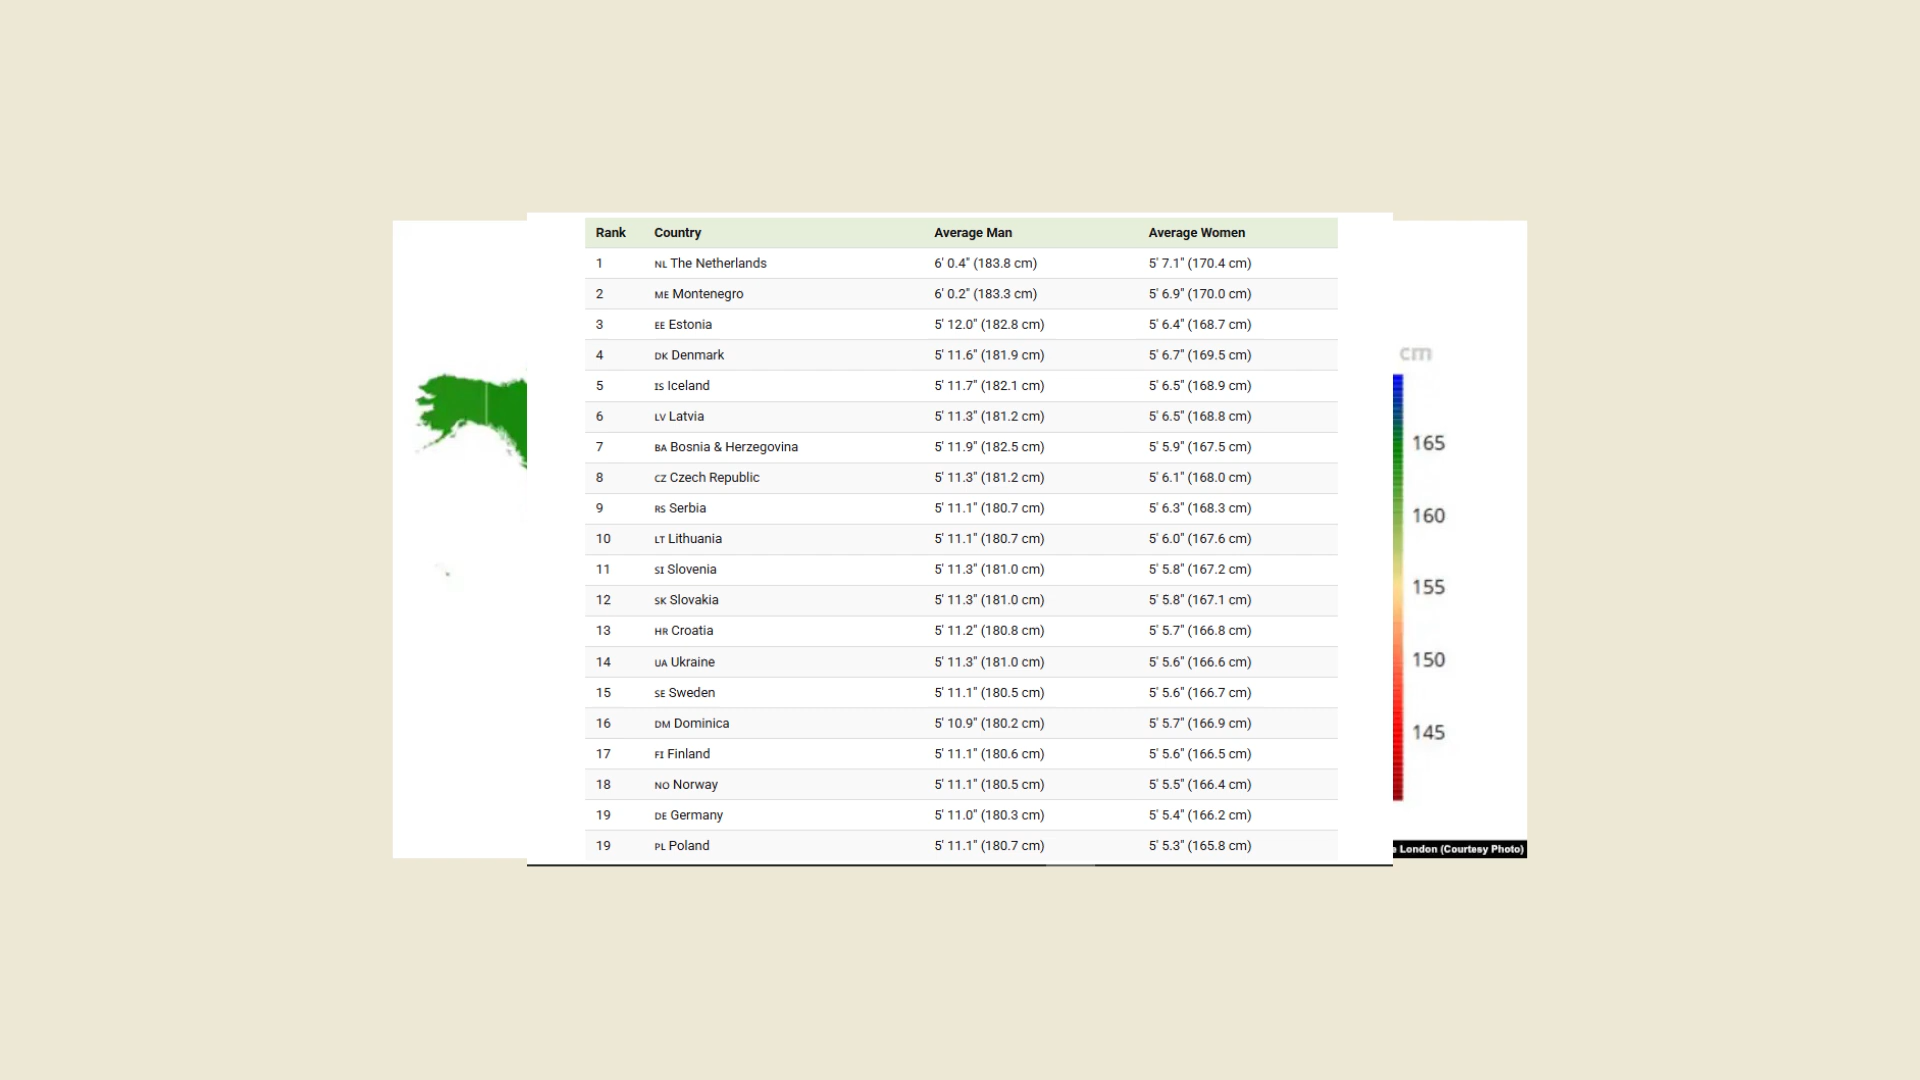 Rank Country Average Man Average Women
1 NL The Netherlands 6' 0.4" (183.8 cm) 5' 7.1" (170.4 cm)
2 ME Montenegro 6' 0.2" (183.3 cm) 5' 6.9" (170.0 cm)
3 EE Estonia 5' 12.0" (182.8 cm) 5' 6.4" (168.7 cm)
4 DK Denmark 5' 11.6" (181.9 cm) 5' 6.7" (169.5 cm)
5 IS Iceland 5' 11.7" (182.1 cm) 5' 6.5" (168.9 cm)
6 LV Latvia 5' 11.3" (181.2 cm) 5' 6.5" (168.8 cm)
7 BA Bosnia & Herzegovina 5' 11.9" (182.5 cm) 5' 5.9" (167.5 cm)
8 CZ Czech Republic 5' 11.3" (181.2 cm) 5' 6.1" (168.0 cm)
9 RS Serbia 5' 11.1" (180.7 cm) 5' 6.3" (168.3 cm)
10 LT Lithuania 5' 11.1" (180.7 cm) 5' 6.0" (167.6 cm)
11 SI Slovenia 5' 11.3" (181.0 cm) 5' 5.8" (167.2 cm)
12 SK Slovakia 5' 11.3" (181.0 cm) 5' 5.8" (167.1 cm)
13 HR Croatia 5' 11.2" (180.8 cm) 5' 5.7" (166.8 cm)
14 UA Ukraine 5' 11.3" (181.0 cm) 5' 5.6" (166.6 cm)
15 SE Sweden 5' 11.1" (180.5 cm) 5' 5.6" (166.7 cm)
16 DM Dominica 5' 10.9" (180.2 cm) 5' 5.7" (166.9 cm)
17 FI Finland 5' 11.1" (180.6 cm) 5' 5.6" (166.5 cm)
18 NO Norway 5' 11.1" (180.5 cm) 5' 5.5" (166.4 cm)
19 DE Germany 5' 11.0" (180.3 cm) 5' 5.4" (166.2 cm)
19 PL Poland 5' 11.1" (180.7 cm) 5' 5.3" (165.8 cm)
cm
165
160
155
150
145
London (Courtesy Photo)